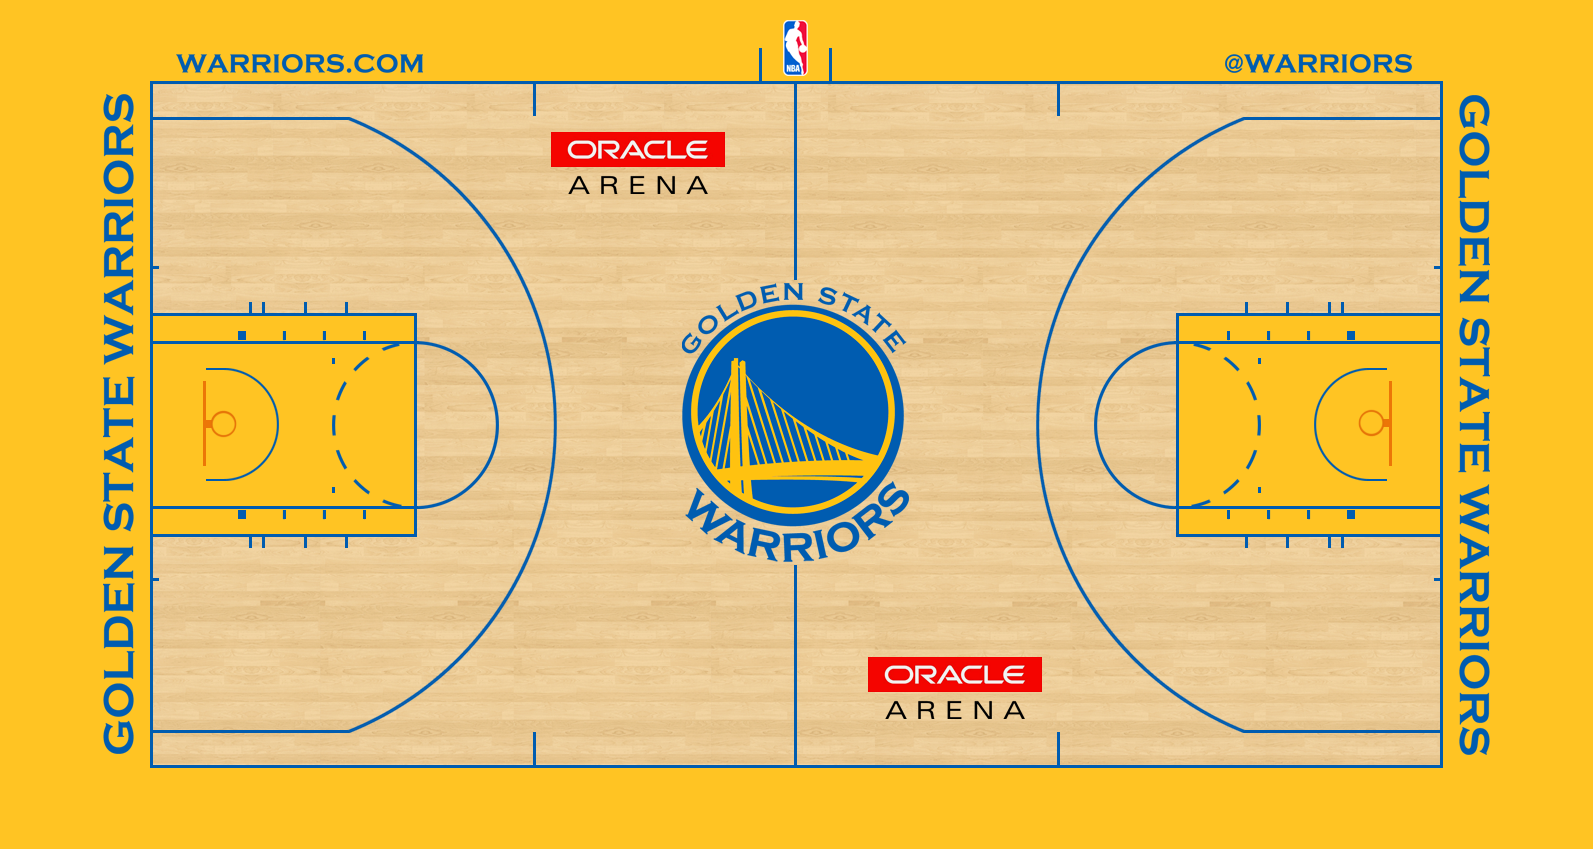 NBA
WARRIORS.COM
@WARRIORS
GOLDEN STATE WARRIORS
ORACLE
ARENA
GOLDEN STATE
WARRIORS
ORACLE
ARENA
GOLDEN STATE WARRIORS